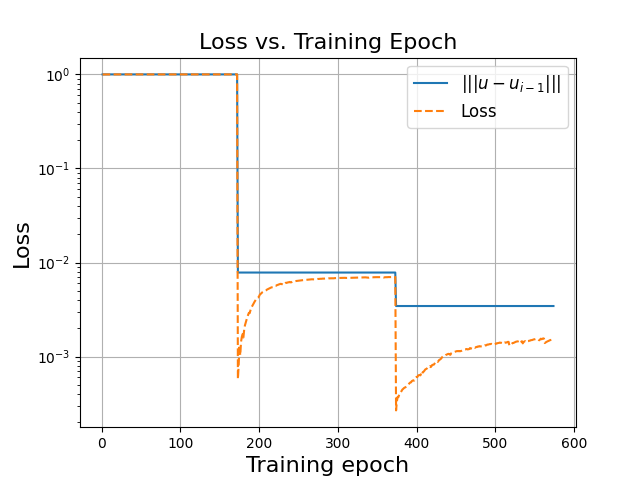 Loss vs. Training Epoch
|||u − u_{i−1}|||
Loss
10^0
10^{−1}
10^{−2}
10^{−3}
Loss
0 100 200 300 400 500 600
Training epoch